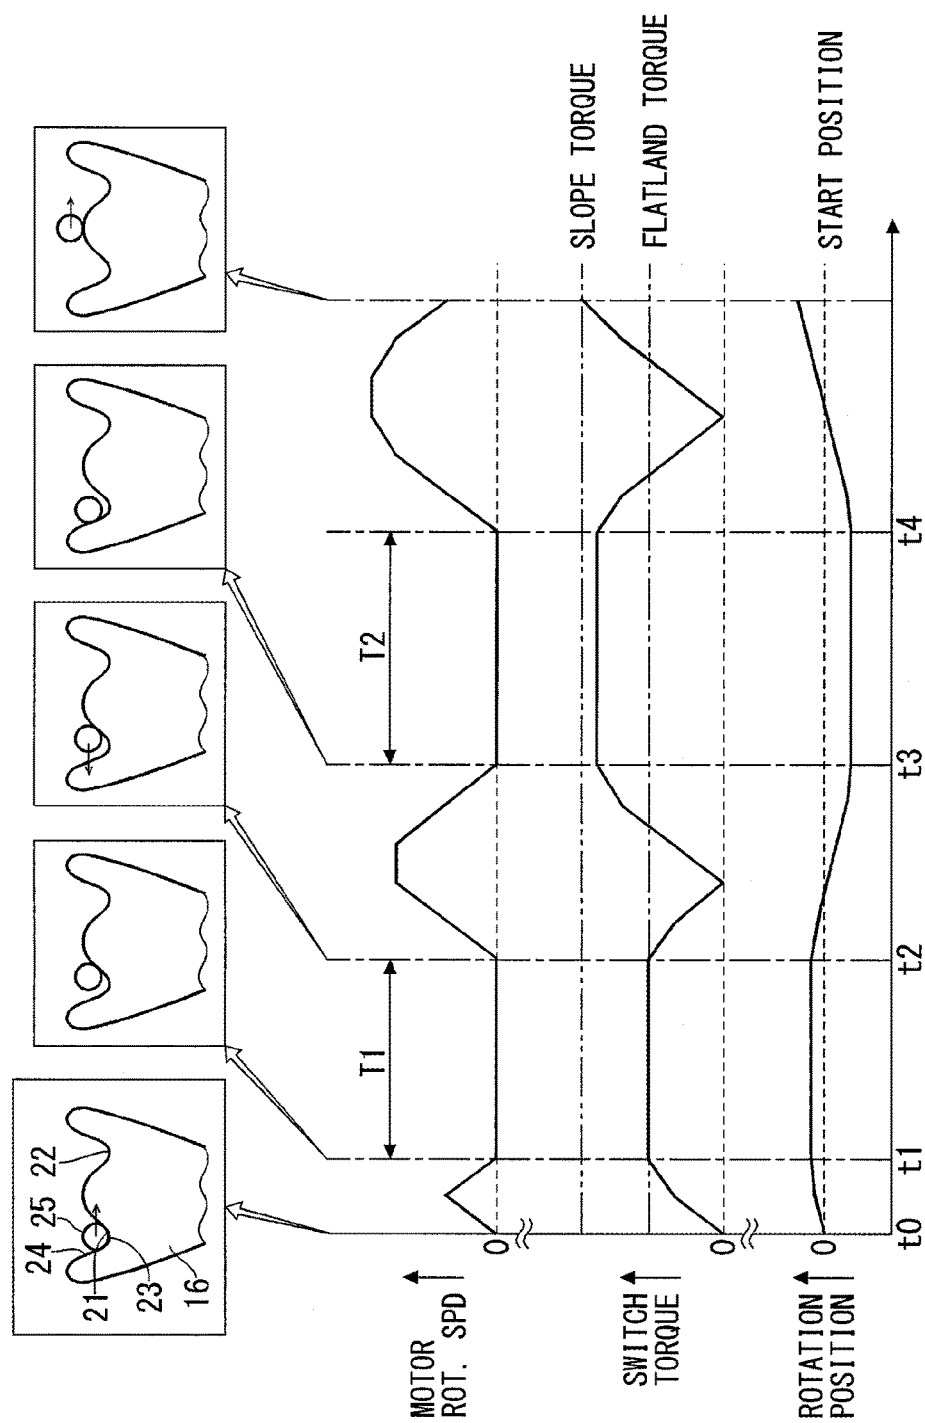 24
25
21
23
22
16
T1
T2
MOTOR
ROT. SPD
0
SLOPE TORQUE
FLATLAND TORQUE
SWITCH
TORQUE
0
START POSITION
ROTATION
POSITION
0
t0
t1
t2
t3
t4